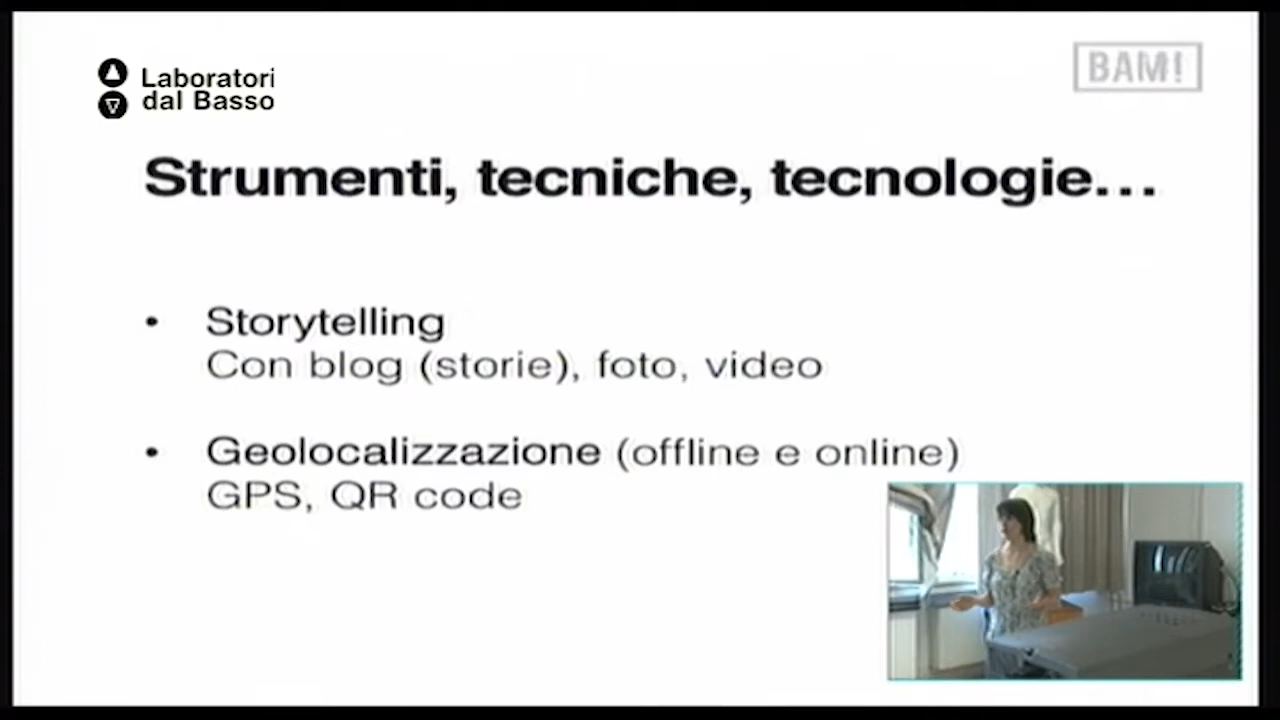 Laboratori
dal Basso
BAM!
Strumenti, tecniche, tecnologie...
• Storytelling
Con blog (storie), foto, video
• Geolocalizzazione (offline e online)
GPS, QR code